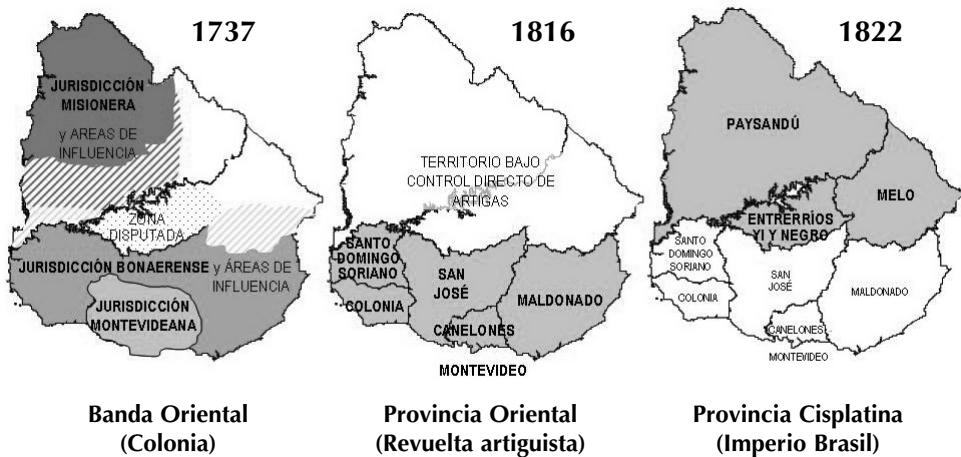 1737
JURISDICCIÓN
MISIONERA
y AREAS DE
INFLUENCIA
ZONA
DISPUTADA
JURISDICCIÓN BONAERENSE y ÁREAS DE
INFLUENCIA
JURISDICCIÓN
MONTEVIDEANA
Banda Oriental
(Colonia)
1816
TERRITORIO BAJO
CONTROL DIRECTO DE
ARTIGAS
SANTO
DOMINGO
SORIANO
COLONIA
SAN
JOSÉ
CANELONES
MALDONADO
MONTEVIDEO
Provincia Oriental
(Revuelta artiguista)
1822
PAYSANDÚ
MELO
ENTRERRÍOS
YI Y NEGRO
SANTO
DOMINGO
SORIANO
COLONIA
SAN
JOSÉ
CANELONES
MALDONADO
MONTEVIDEO
Provincia Cisplatina
(Imperio Brasil)